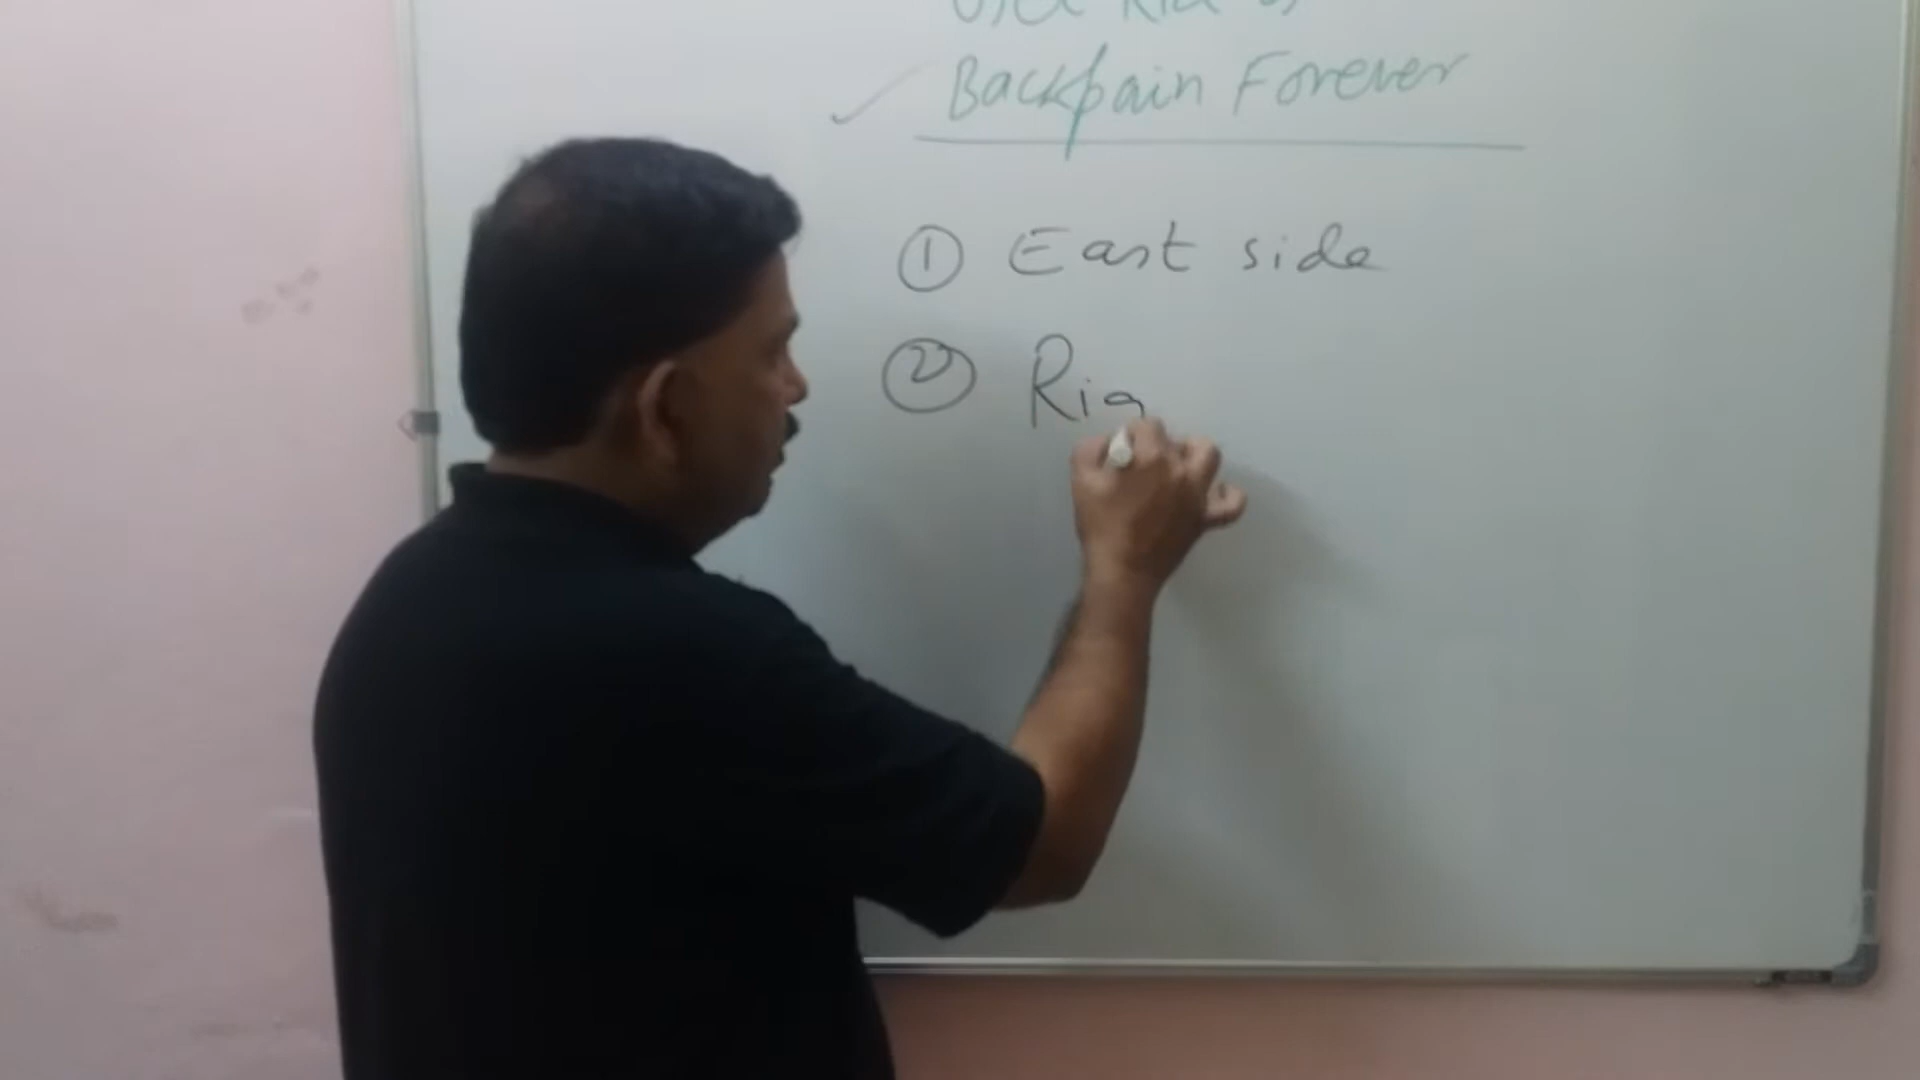 Backpain Forever
① East side
② Rig